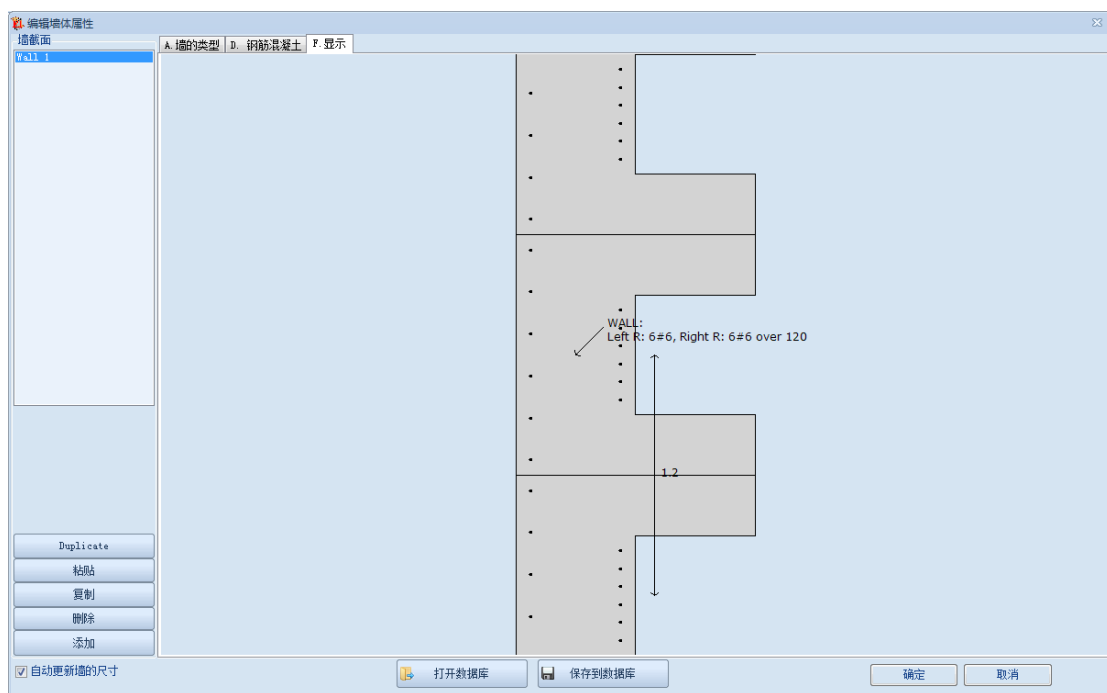 编辑墙体属性
墙截面
Wall 1
A.墙的类型 D. 钢筋混凝土 F.显示
WALL:
Left R: 6#6, Right R: 6#6 over 120
1.2
Duplicate
粘贴
复制
删除
添加
自动更新墙的尺寸
打开数据库
保存到数据库
确定
取消